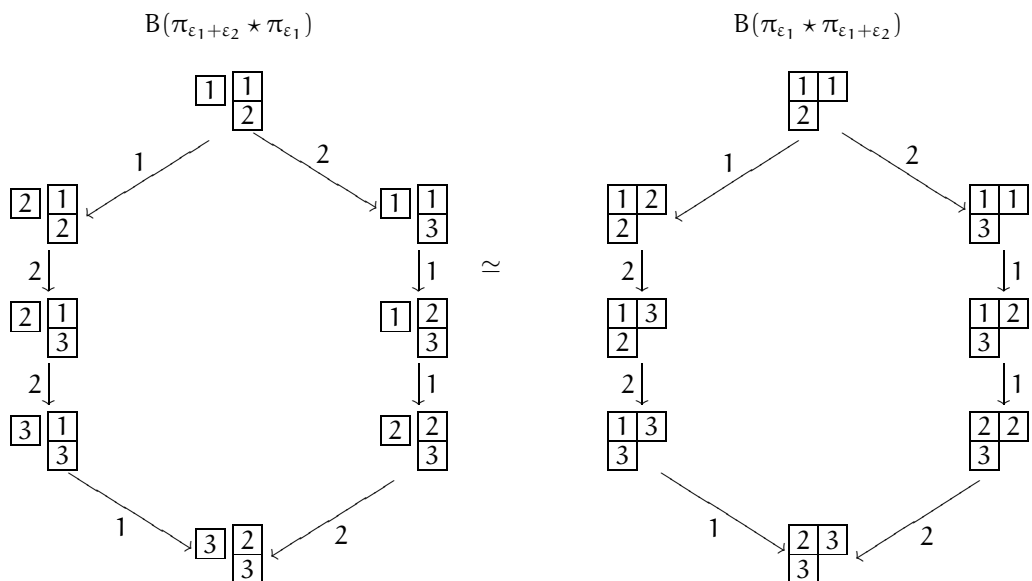 B(π_{ε₁+ε₂} ⋆ π_{ε₁}) B(π_{ε₁} ⋆ π_{ε₁+ε₂})
1 1 1 1
2 2
1 2 1 2
2 1 1 1 1 2 1 1
2 3 2 3
2 1 ≃ 2 1
2 1 1 2 1 3 1 2
3 3 2 3
2 1 2 1
3 1 2 2 1 3 2 2
3 3 3 3
1 2 1 2
3 2 2 3
3 3